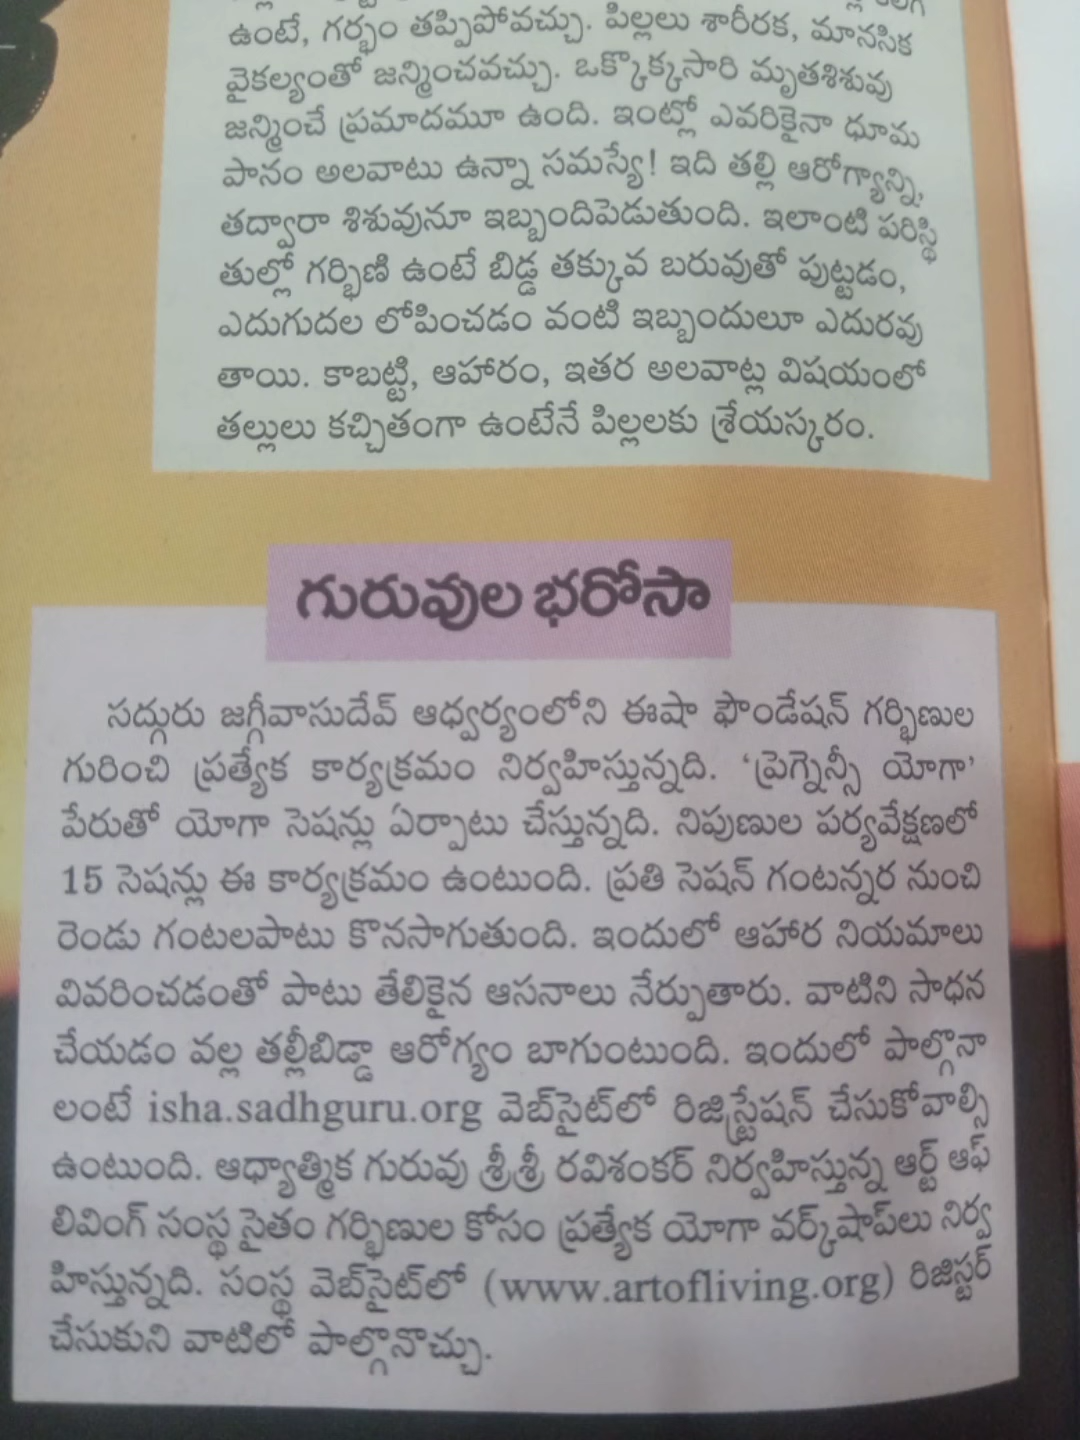 ఉంటే, గర్భం తప్పిపోవచ్చు. పిల్లలు శారీరక, మానసిక
వైకల్యంతో జన్మించవచ్చు. ఒక్కొక్కసారి మృతశిశువు
జన్మించే ప్రమాదమూ ఉంది. ఇంట్లో ఎవరికైనా ధూమ
పానం అలవాటు ఉన్నా సమస్యే! ఇది తల్లి ఆరోగ్యాన్ని,
తద్వారా శిశువునూ ఇబ్బందిపెడుతుంది. ఇలాంటి పరిస్థి
తుల్లో గర్భిణి ఉంటే బిడ్డ తక్కువ బరువుతో పుట్టడం,
ఎదుగుదల లోపించడం వంటి ఇబ్బందులూ ఎదురవు
తాయి. కాబట్టి, ఆహారం, ఇతర అలవాట్ల విషయంలో
తల్లులు కచ్చితంగా ఉంటేనే పిల్లలకు శ్రేయస్కరం.
గురువుల భరోసా
సద్గురు జగ్గీవాసుదేవ్ ఆధ్వర్యంలోని ఈషా ఫౌండేషన్ గర్భిణుల
గురించి ప్రత్యేక కార్యక్రమం నిర్వహిస్తున్నది. ‘ప్రెగ్నెన్సీ యోగా’
పేరుతో యోగా సెషన్లు ఏర్పాటు చేస్తున్నది. నిపుణుల పర్యవేక్షణలో
15 సెషన్లు ఈ కార్యక్రమం ఉంటుంది. ప్రతి సెషన్ గంటన్నర నుంచి
రెండు గంటలపాటు కొనసాగుతుంది. ఇందులో ఆహార నియమాలు
వివరించడంతో పాటు తేలికైన ఆసనాలు నేర్పుతారు. వాటిని సాధన
చేయడం వల్ల తల్లీబిడ్డా ఆరోగ్యం బాగుంటుంది. ఇందులో పాల్గొనా
లంటే isha.sadhguru.org వెబ్‌సైట్‌లో రిజిస్ట్రేషన్ చేసుకోవాల్సి
ఉంటుంది. ఆధ్యాత్మిక గురువు శ్రీశ్రీ రవిశంకర్ నిర్వహిస్తున్న ఆర్ట్ ఆఫ్
లివింగ్ సంస్థ సైతం గర్భిణుల కోసం ప్రత్యేక యోగా వర్క్‌షాప్‌లు నిర్వ
హిస్తున్నది. సంస్థ వెబ్‌సైట్‌లో (www.artofliving.org) రిజిస్టర్
చేసుకుని వాటిలో పాల్గొనొచ్చు.